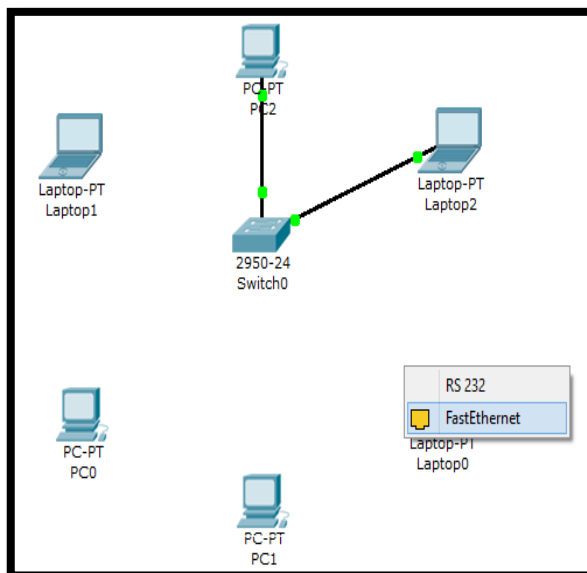 PC-PT
PC2
Laptop-PT
Laptop1
Laptop-PT
Laptop2
2950-24
Switch0
RS 232
FastEthernet
Laptop-PT
Laptop0
PC-PT
PC0
PC-PT
PC1